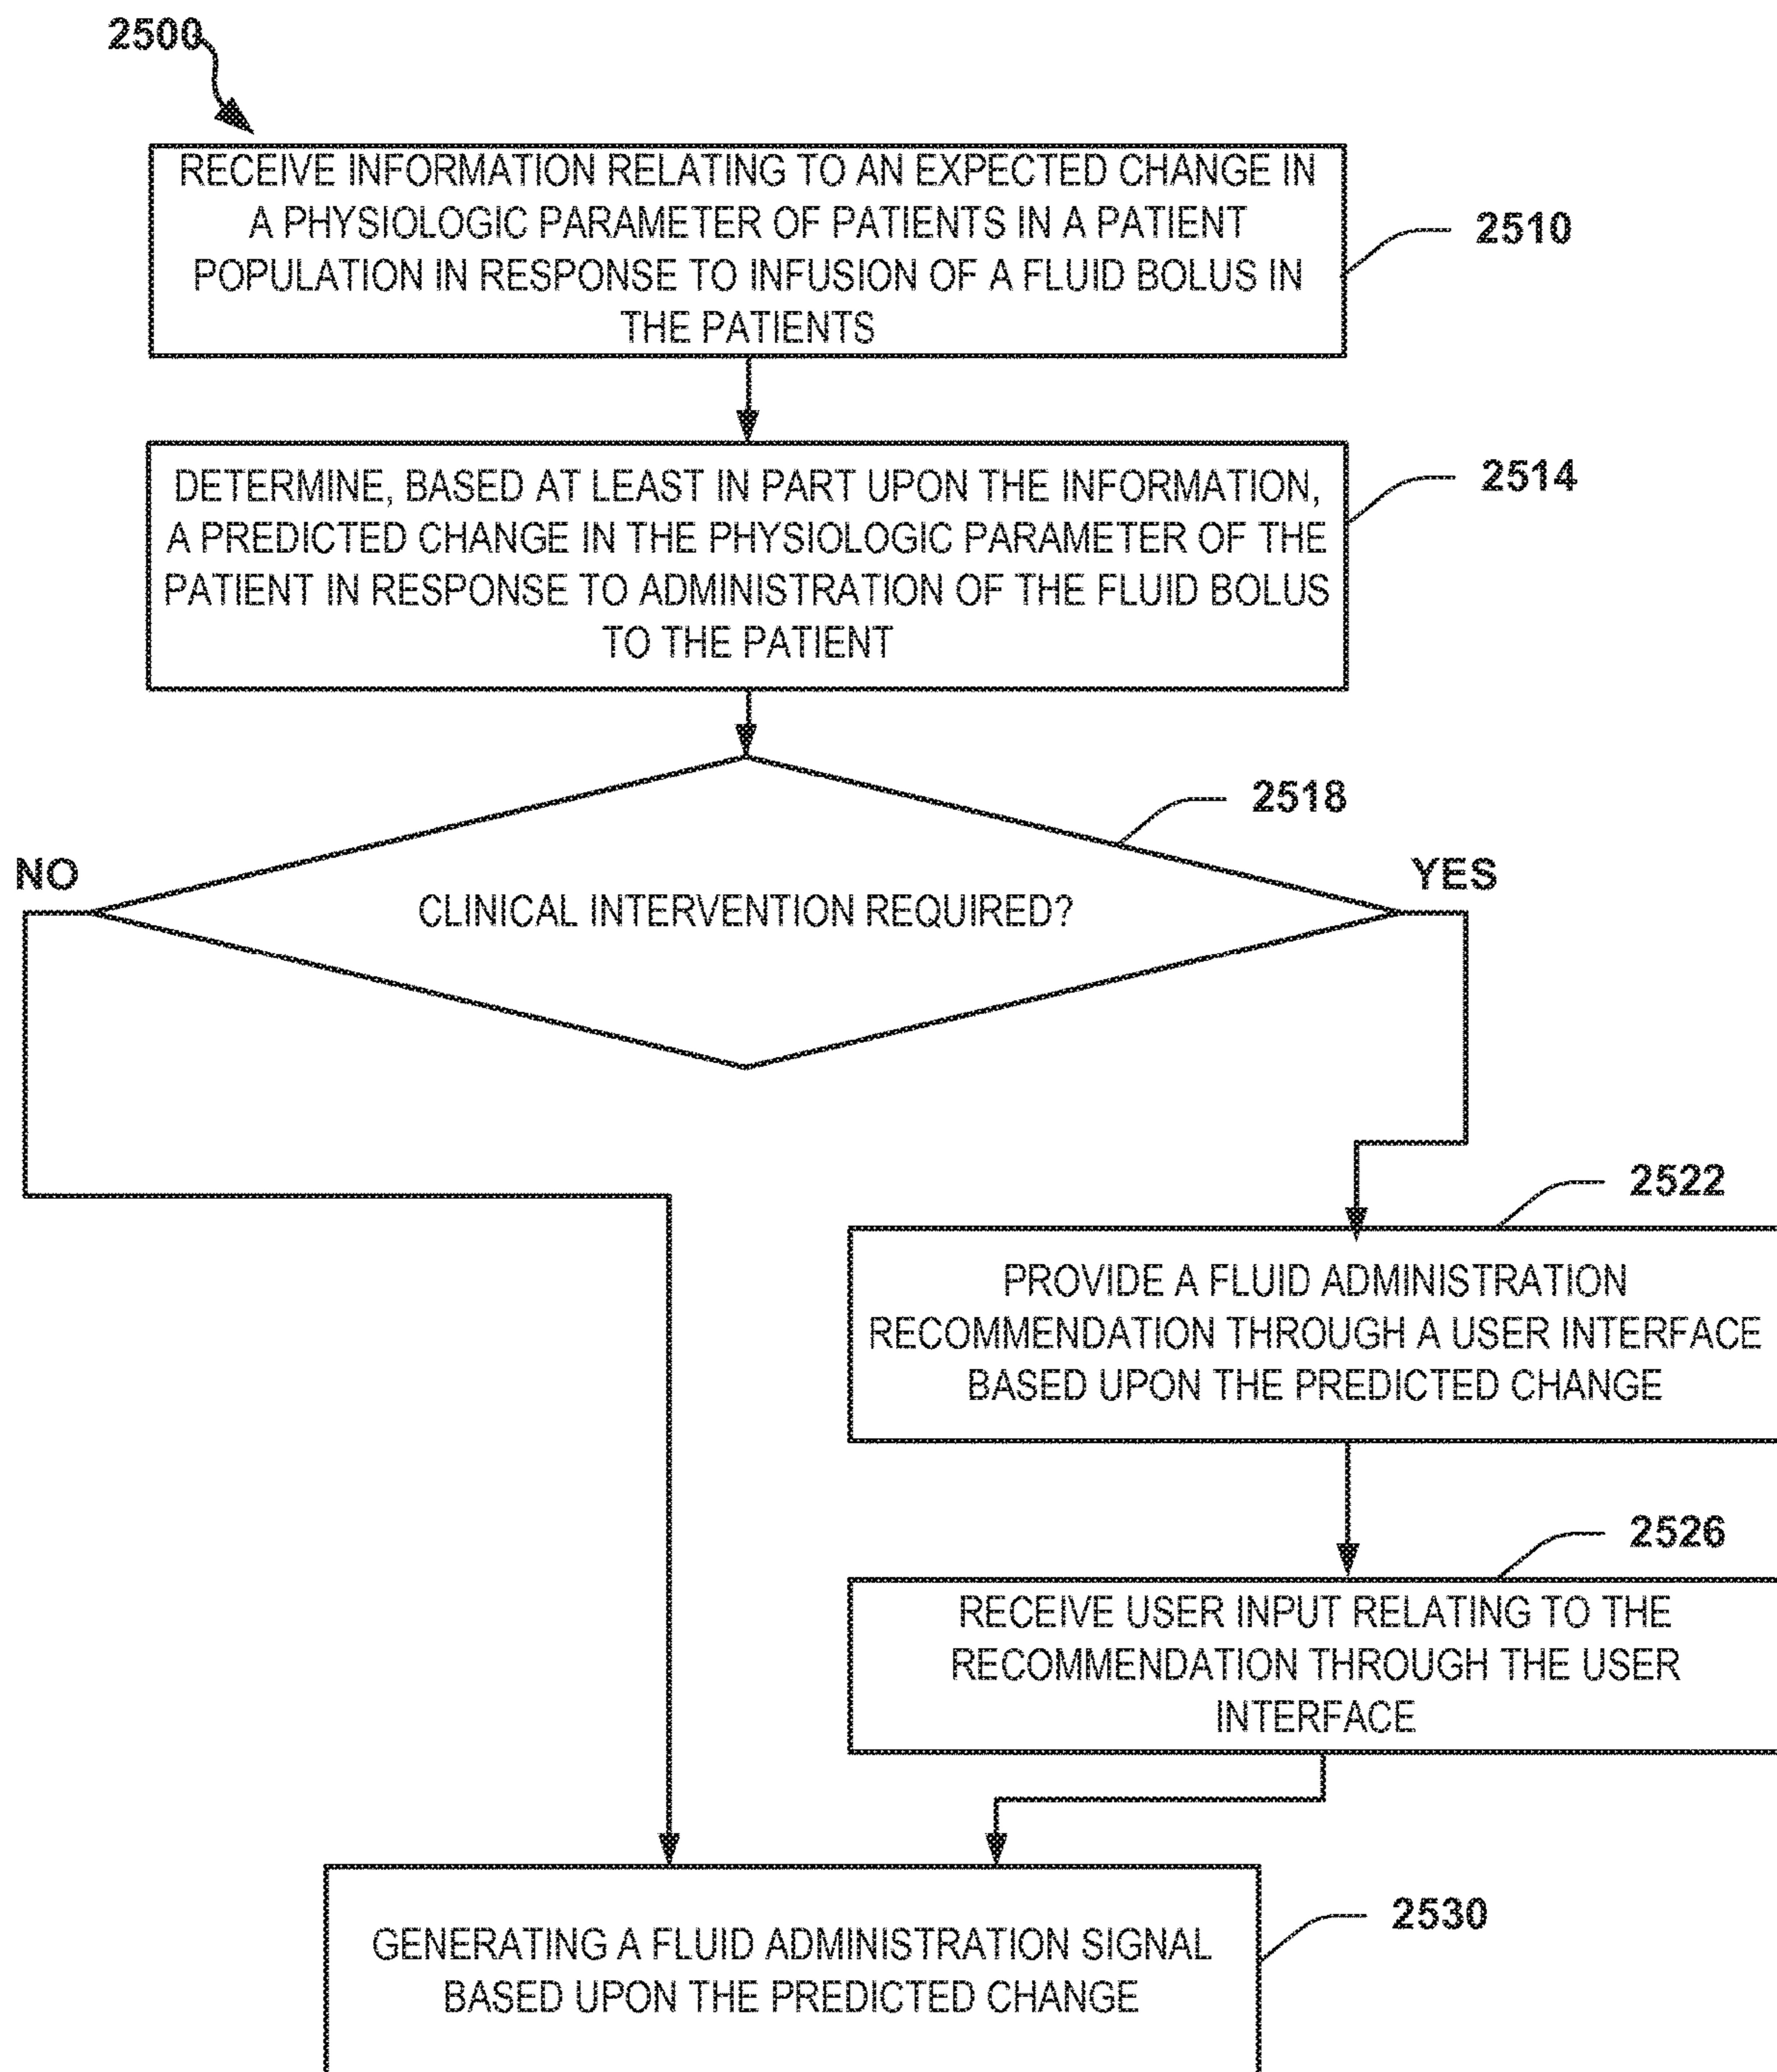 2500
RECEIVE INFORMATION RELATING TO AN EXPECTED CHANGE IN
A PHYSIOLOGIC PARAMETER OF PATIENTS IN A PATIENT
POPULATION IN RESPONSE TO INFUSION OF A FLUID BOLUS IN
THE PATIENTS
2510
DETERMINE, BASED AT LEAST IN PART UPON THE INFORMATION,
A PREDICTED CHANGE IN THE PHYSIOLOGIC PARAMETER OF THE
PATIENT IN RESPONSE TO ADMINISTRATION OF THE FLUID BOLUS
TO THE PATIENT
2514
2518
NO
CLINICAL INTERVENTION REQUIRED?
YES
2522
PROVIDE A FLUID ADMINISTRATION
RECOMMENDATION THROUGH A USER INTERFACE
BASED UPON THE PREDICTED CHANGE
2526
RECEIVE USER INPUT RELATING TO THE
RECOMMENDATION THROUGH THE USER
INTERFACE
GENERATING A FLUID ADMINISTRATION SIGNAL
BASED UPON THE PREDICTED CHANGE
2530